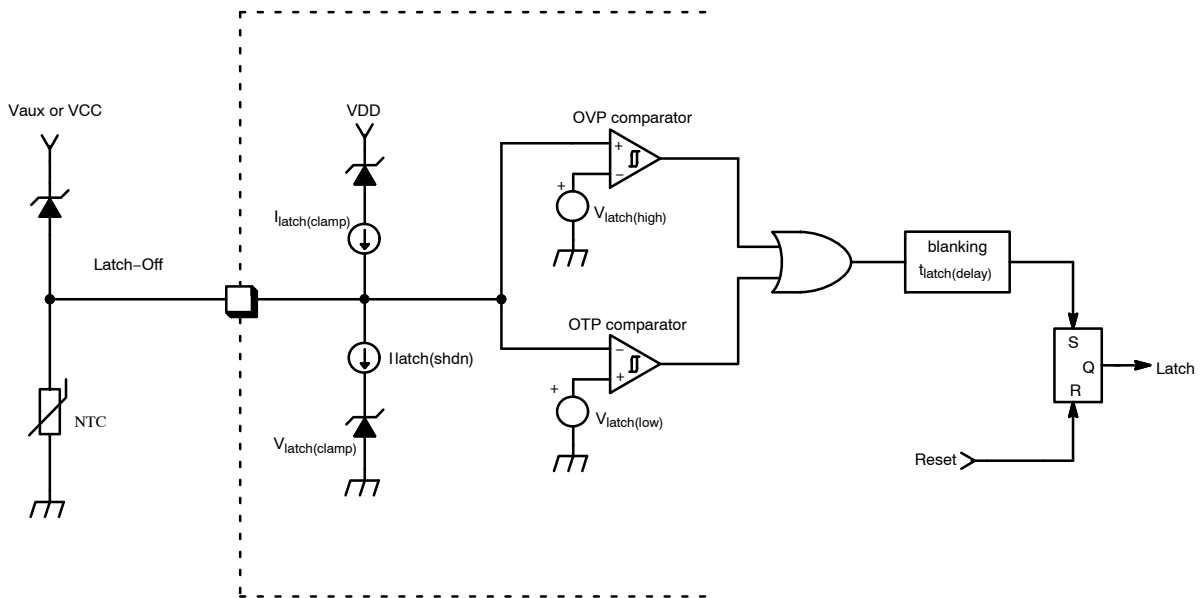 Vaux or VCC
VDD
OVP comparator
+
−
+
Vlatch(high)
Ilatch(clamp)
blanking
tlatch(delay)
Latch−Off
OTP comparator
−
+
+
Vlatch(low)
I latch(shdn)
S
Q
R
Latch
NTC
Vlatch(clamp)
Reset